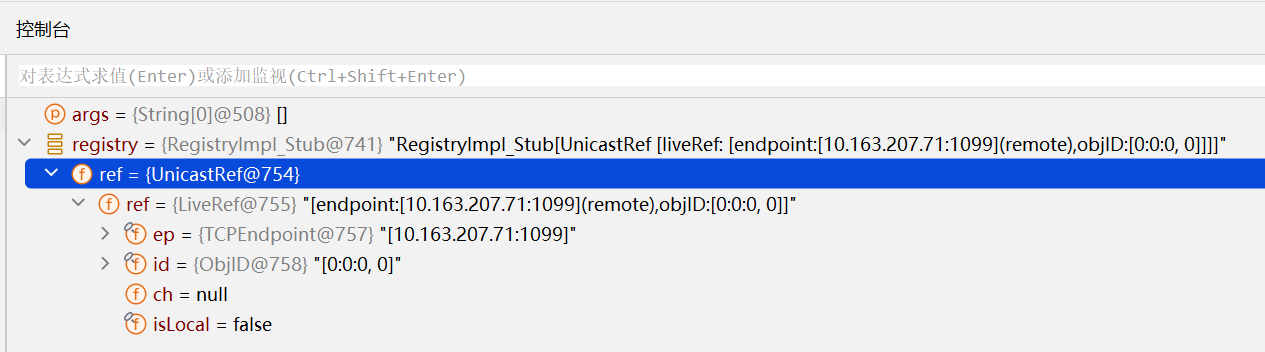 控制台
对表达式求值(Enter)或添加监视(Ctrl+Shift+Enter)
p args = {String[0]@508} []
registry = {RegistryImpl_Stub@741} "RegistryImpl_Stub[UnicastRef [liveRef: [endpoint:[10.163.207.71:1099](remote),objID:[0:0:0, 0]]]]"
f ref = {UnicastRef@754}
f ref = {LiveRef@755} "[endpoint:[10.163.207.71:1099](remote),objID:[0:0:0, 0]]"
f ep = {TCPEndpoint@757} "[10.163.207.71:1099]"
f id = {ObjID@758} "[0:0:0, 0]"
f ch = null
f isLocal = false